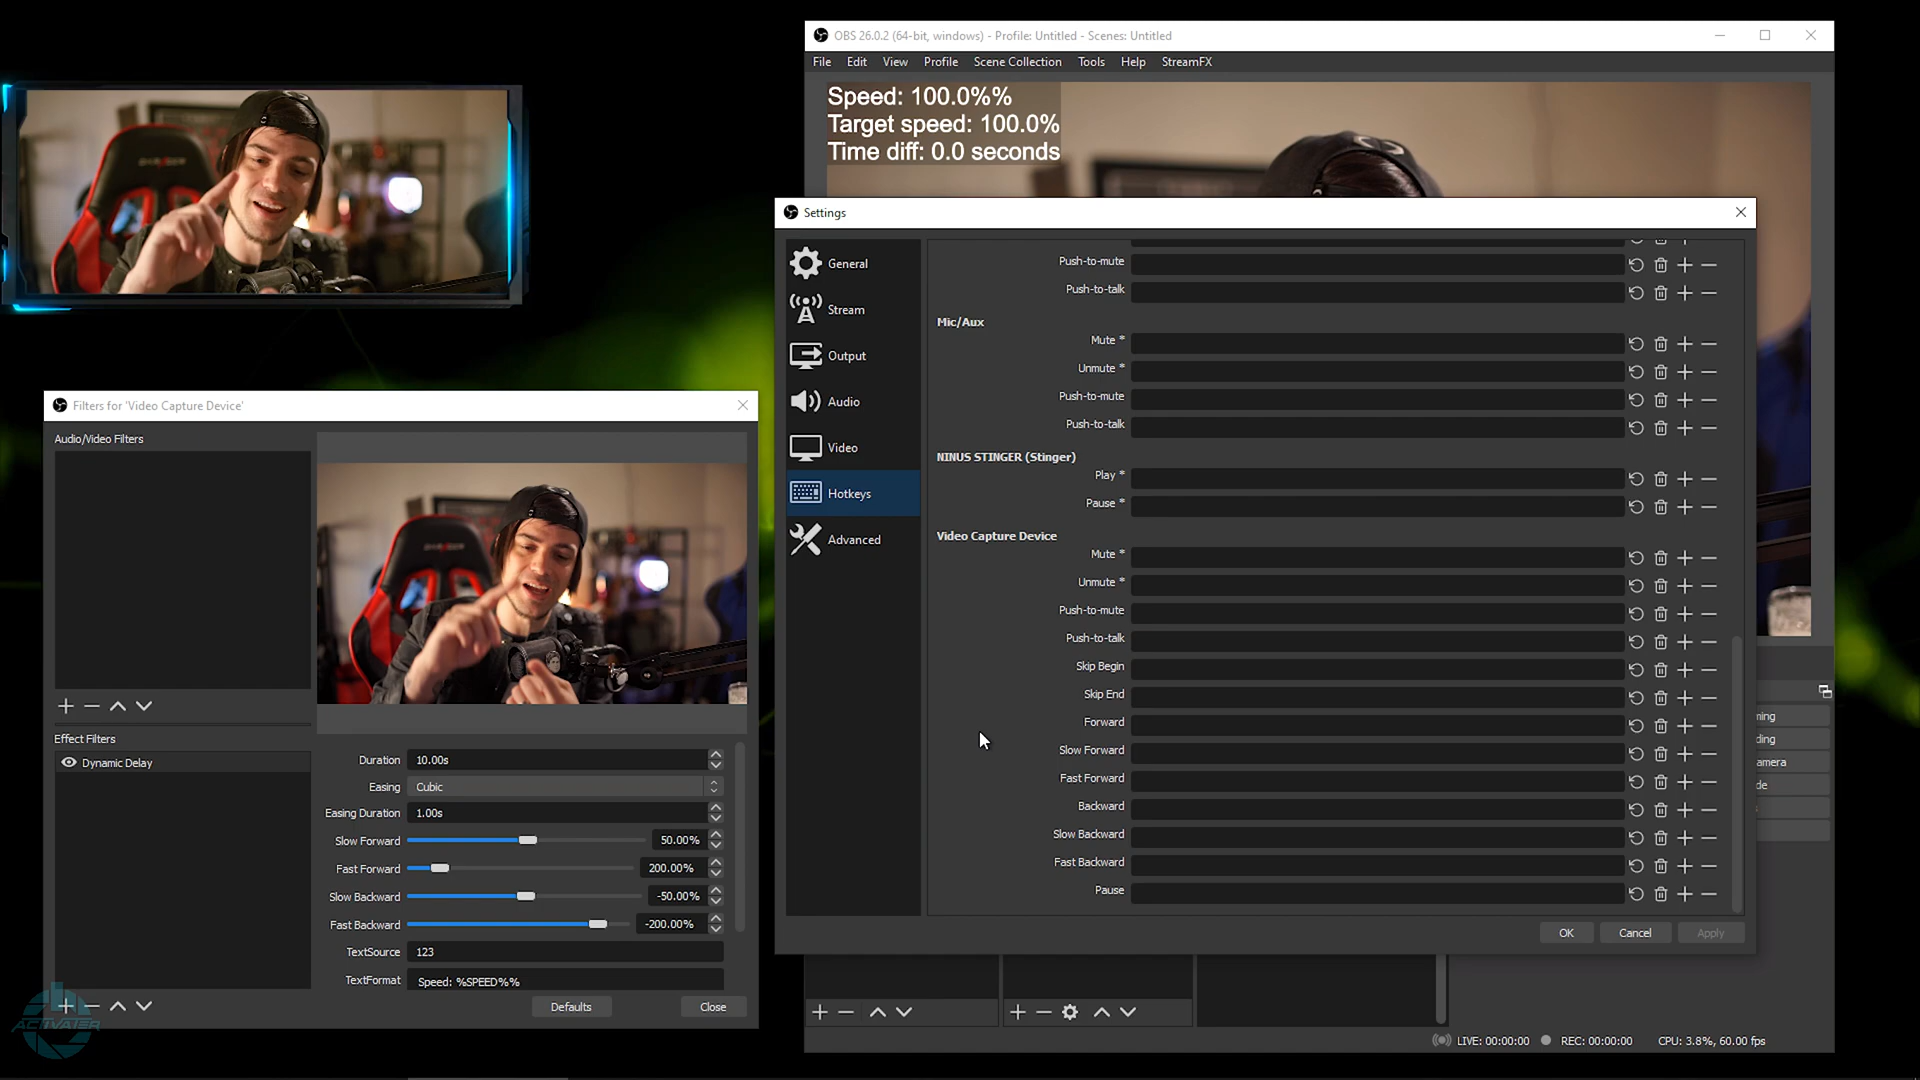 OBS 26.0.2 (64-bit, windows) - Profile: Untitled - Scenes: Untitled
File Edit View Profile Scene Collection Tools Help StreamFX
Speed: 100.0%%
Target speed: 100.0%
Time diff: 0.0 seconds
Settings
General
Stream
Output
Audio
Video
Hotkeys
Advanced
Push-to-mute
Push-to-talk
Mic/Aux
Mute *
Unmute *
Push-to-mute
Push-to-talk
NINUS STINGER (Stinger)
Play *
Pause *
Video Capture Device
Mute *
Unmute *
Push-to-mute
Push-to-talk
Skip Begin
Skip End
Forward
Slow Forward
Fast Forward
Backward
Slow Backward
Fast Backward
Pause
OK Cancel Apply
Filters for 'Video Capture Device'
Audio/Video Filters
Effect Filters
Dynamic Delay
Duration 10.00s
Easing Cubic
Easing Duration 1.00s
Slow Forward 50.00%
Fast Forward 200.00%
Slow Backward -50.00%
Fast Backward -200.00%
TextSource 123
TextFormat Speed: %SPEED%%
Defaults Close
ACTIVATER
ming
ding
amera
de
LIVE: 00:00:00 REC: 00:00:00 CPU: 3.8%, 60.00 fps